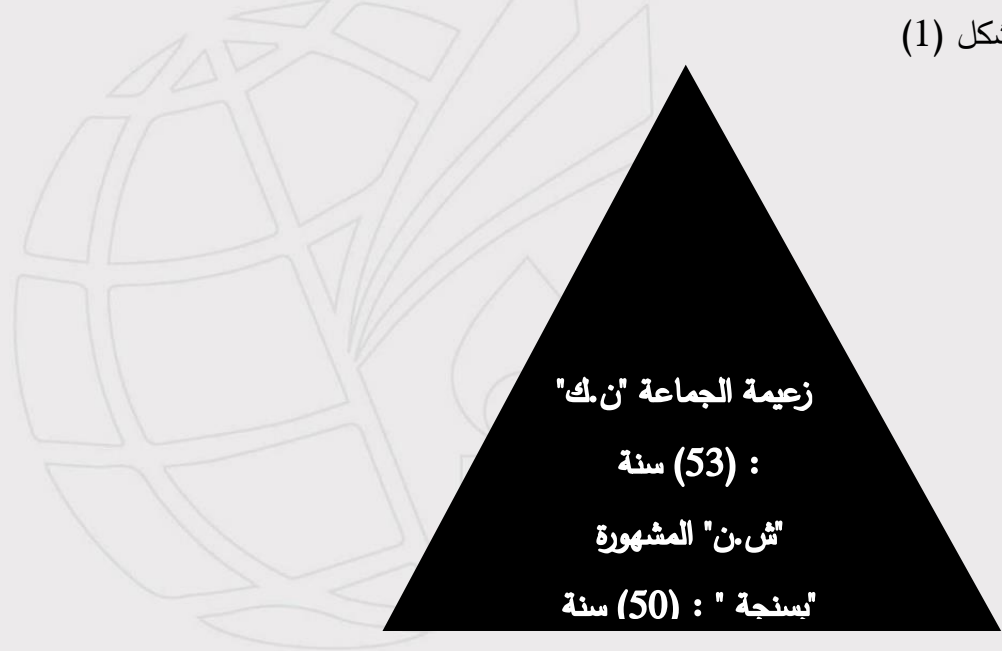 شكل (1)
زعيمة الجماعة "ن.ك"
: (53) سنة
"ش.ن" المشهورة
"بسنجة " : (50) سنة